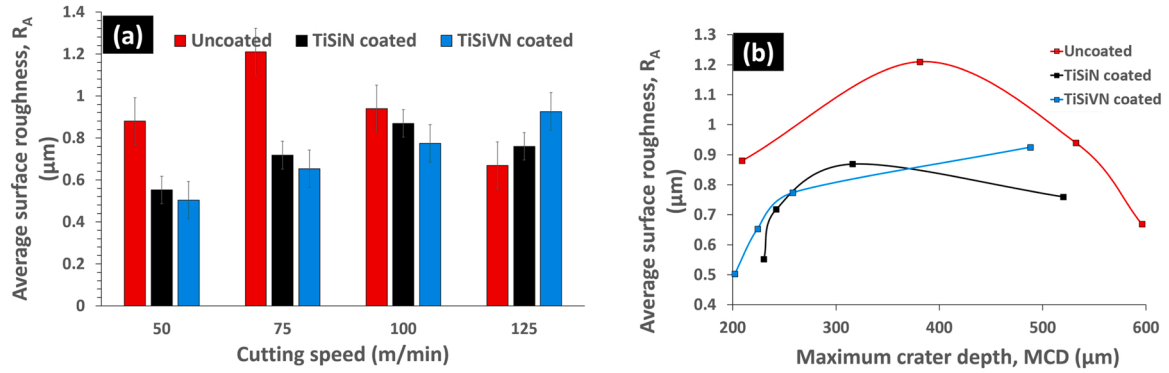 (a)
Uncoated
TiSiN coated
TiSiVN coated
Average surface roughness, RA
(µm)
1.4
1.2
1
0.8
0.6
0.4
0.2
0
50
75
100
125
Cutting speed (m/min)
(b)
Uncoated
TiSiN coated
TiSiVN coated
Average surface roughness, RA
(µm)
1.3
1.2
1.1
1
0.9
0.8
0.7
0.6
0.5
0.4
200
300
400
500
600
Maximum crater depth, MCD (µm)